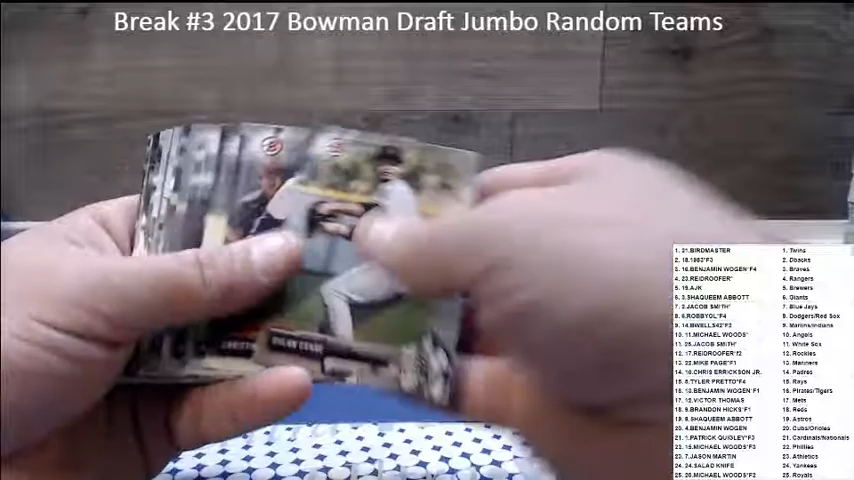 Break #3 2017 Bowman Draft Jumbo Random Teams
1. 21.BIRDMASTER 1. Twins
2. 18.1983*F3 2. Dbacks
3. 16.BENJAMIN WOGEN*F4 3. Braves
4. 23.REIDROOFER* 4. Rangers
5. 19.AJK 5. Brewers
6. 3.SHAQUEEM ABBOTT 6. Giants
7. 2.JACOB SMITH* 7. Blue Jays
8. 6.ROBBYOL*F4 8. Dodgers/Red Sox
9. 14.BWELLS42*F2 9. Marlins/Indians
10. 11.MICHAEL WOODS* 10. Angels
11. 25.JACOB SMITH* 11. White Sox
12. 17.REIDROOFER*f2 12. Rockies
13. 22.MIKE PAGE*F1 13. Mariners
14. 10.CHRIS ERRICKSON JR. 14. Padres
15. 8.TYLER PRETTO*F4 15. Rays
16. 13.BENJAMIN WOGEN*F1 16. Pirates/Tigers
17. 12.VICTOR THOMAS 17. Mets
18. 9.BRANDON HICKS*F1 18. Reds
19. 5.SHAQUEEM ABBOTT 19. Astros
20. 4.BENJAMIN WOGEN 20. Cubs/Orioles
21. 1.PATRICK QUIGLEY*F3 21. Cardinals/Nationals
22. 15.MICHAEL WOODS*F3 22. Phillies
23. 7.JASON MARTIN 23. Athletics
24. 24.SALAD KNIFE 24. Yankees
25. 20.MICHAEL WOODS*F2 25. Royals